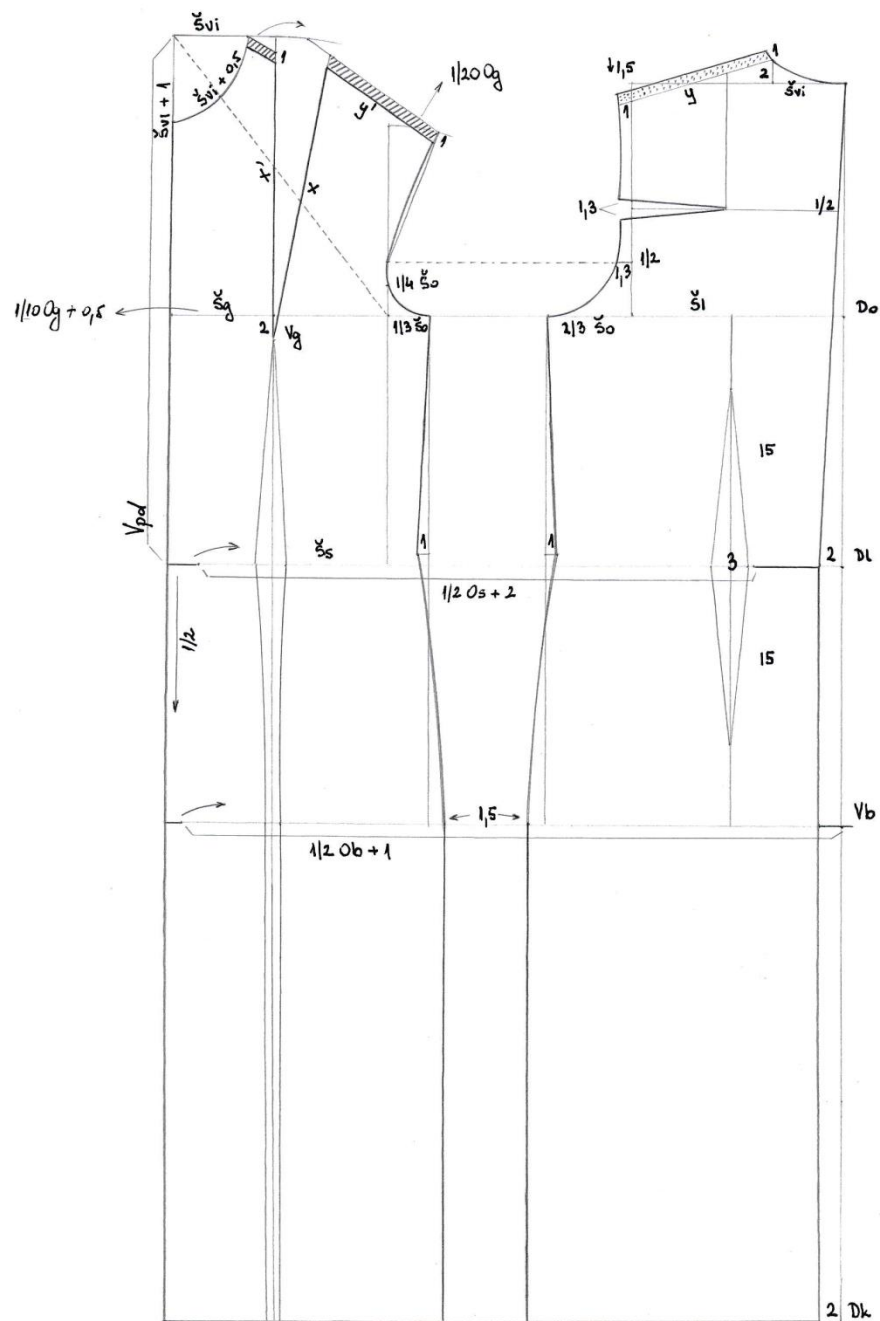 Švi
1
1/20 Og
1
y'
1
Švi + 1
Švi + 0,5
x'
x
1,5
1
2
1
y
Švi
1,3
1/2
1/4 Šo
1,3
1/2
1/10 Og + 0,5
Šg
2
Vg
1/3 Šo
2/3 Šo
Šl
Do
15
Vpd
1
1
Šs
3
2
Dl
1/2 Os + 2
1/2
15
1,5
Vb
1/2 Ob + 1
2
Dk